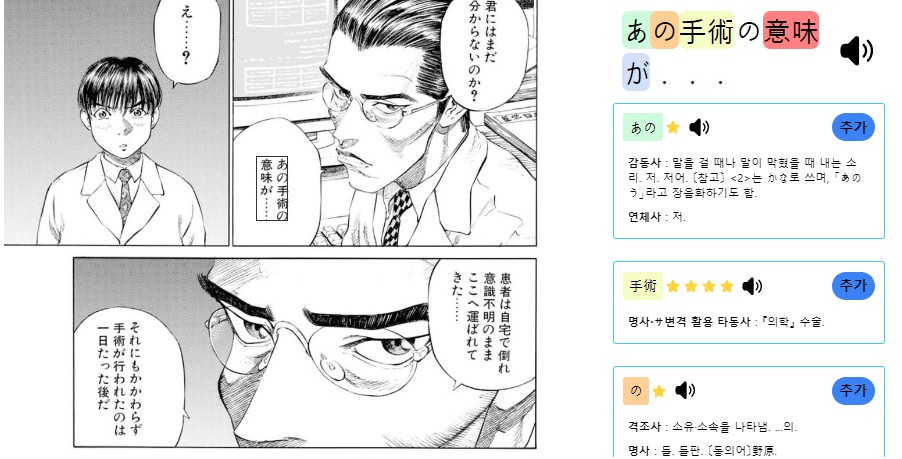 君にはまだ
分からないのか?
あの手術の
意味が……
え……?
患者は自宅で倒れ
意識不明のまま
ここへ運ばれて
きた……
それにもかかわらず
手術が行われたのは
一日たった後だ
あの手術の意味
が...
あの
추가
감동사 : 말을 걸 때나 말이 막혔을 때 내는 소
리. 저. 저어. [참고] <2>는 かな로 쓰며, 「あの
う」라고 장음화하기도 함.
연체사 : 저.
手術
추가
명사·サ변격 활용 타동사 : 『의학』 수술.
の
추가
격조사 : 소유·소속을 나타냄. …의.
명사 : 들. 들판. [동의어]野原.